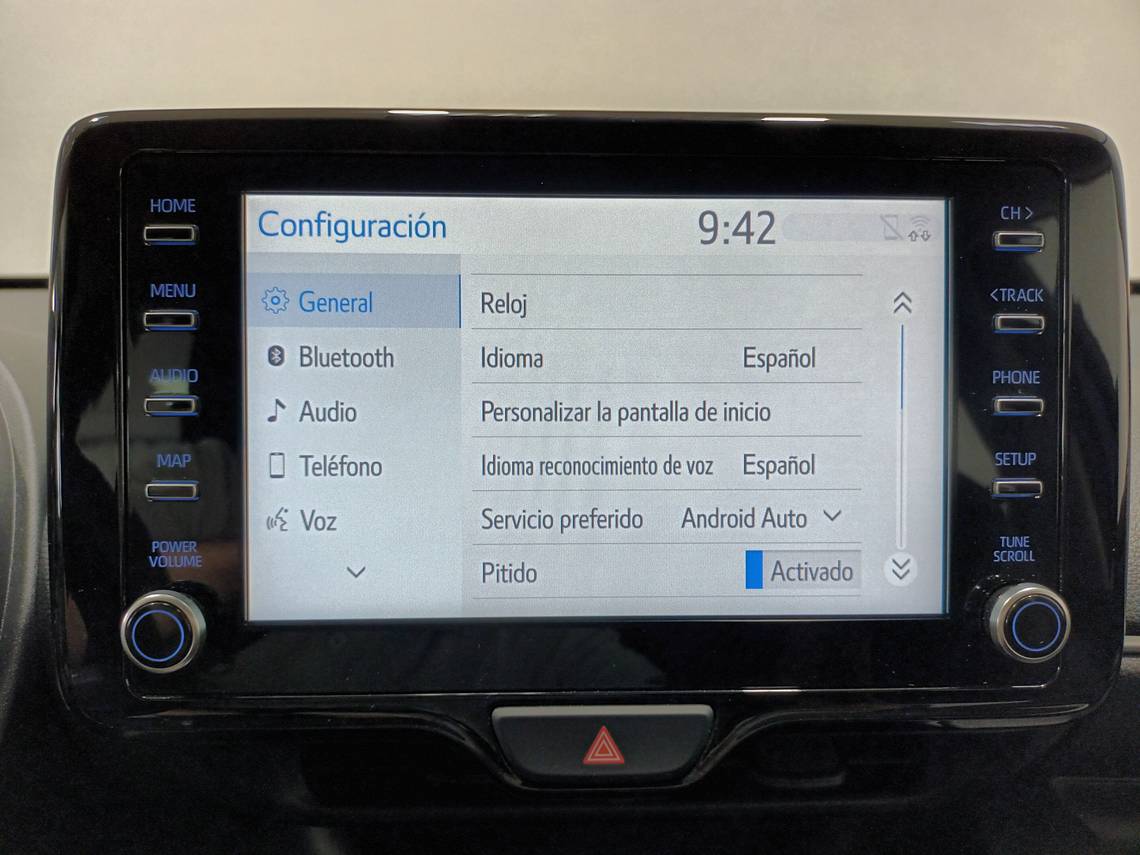 HOME
MENU
AUDIO
MAP
POWER
VOLUME
Configuración
9:42
General
Bluetooth
Audio
Teléfono
Voz
Reloj
Idioma Español
Personalizar la pantalla de inicio
Idioma reconocimiento de voz Español
Servicio preferido Android Auto
Pitido Activado
CH >
<TRACK
PHONE
SETUP
TUNE
SCROLL